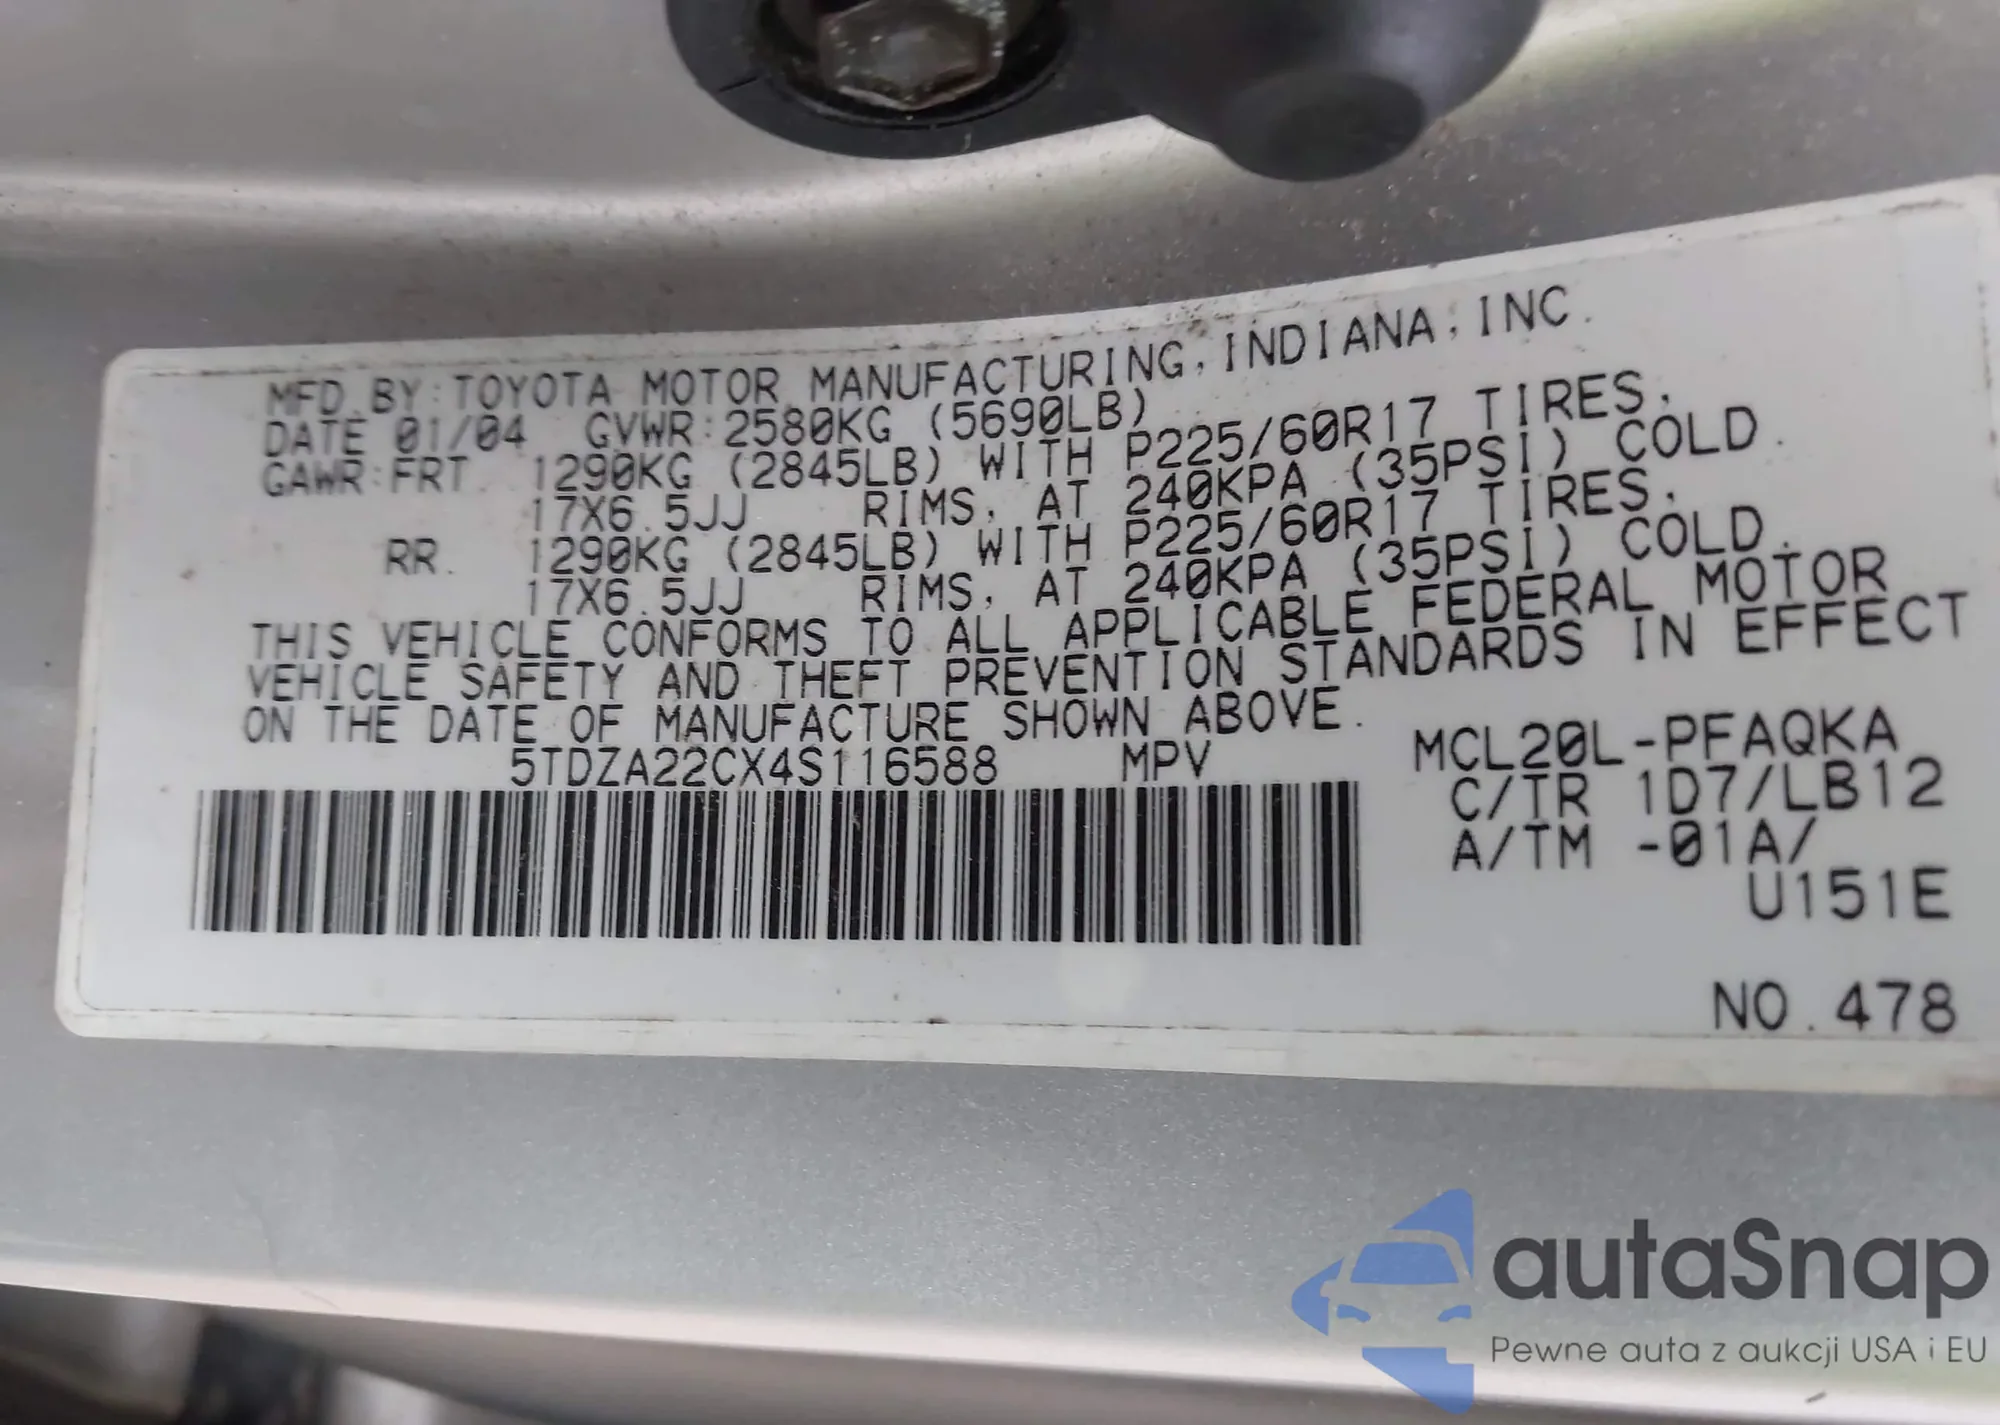 MFD. BY: TOYOTA MOTOR MANUFACTURING, INDIANA, INC.
DATE 01/04 GVWR: 2580KG (5690LB)
GAWR: FRT. 1290KG (2845LB) WITH P225/60R17 TIRES,
17X6.5JJ RIMS, AT 240KPA (35PSI) COLD.
RR. 1290KG (2845LB) WITH P225/60R17 TIRES,
17X6.5JJ RIMS, AT 240KPA (35PSI) COLD.
THIS VEHICLE CONFORMS TO ALL APPLICABLE FEDERAL MOTOR
VEHICLE SAFETY AND THEFT PREVENTION STANDARDS IN EFFECT
ON THE DATE OF MANUFACTURE SHOWN ABOVE.
5TDZA22CX4S116588 MPV MCL20L-PFAQKA
C/TR 1D7/LB12
A/TM -01A/
U151E
NO.478
autaSnap
Pewne auta z aukcji USA i EU